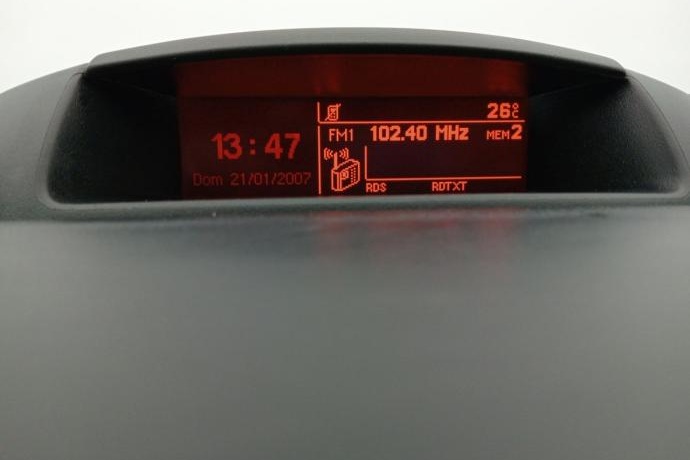 26°C
FM1 102.40 MHz MEM2
13:47
Dom 21/01/2007
RDS RDTXT